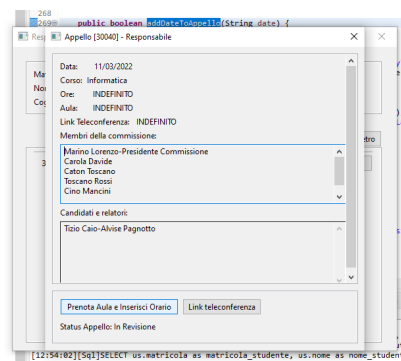 268
269 public boolean addDateToAppello(String date) {
Appello [30040] - Responsabile
Data: 11/03/2022
Corso: Informatica
Ore: INDEFINITO
Aula: INDEFINITO
Link Teleconferenza: INDEFINITO
Membri della commissione:
Marino Lorenzo-Presidente Commissione
Carola Davide
Caton Toscano
Toscano Rossi
Cino Mancini
Candidati e relatori:
Tizio Caio-Alvise Pagnotto
Prenota Aula e Inserisci Orario Link teleconferenza
Status Appello: In Revisione
[12:54:02][Sql]SELECT us.matricola as matricola_studente, us.nome as nome_student